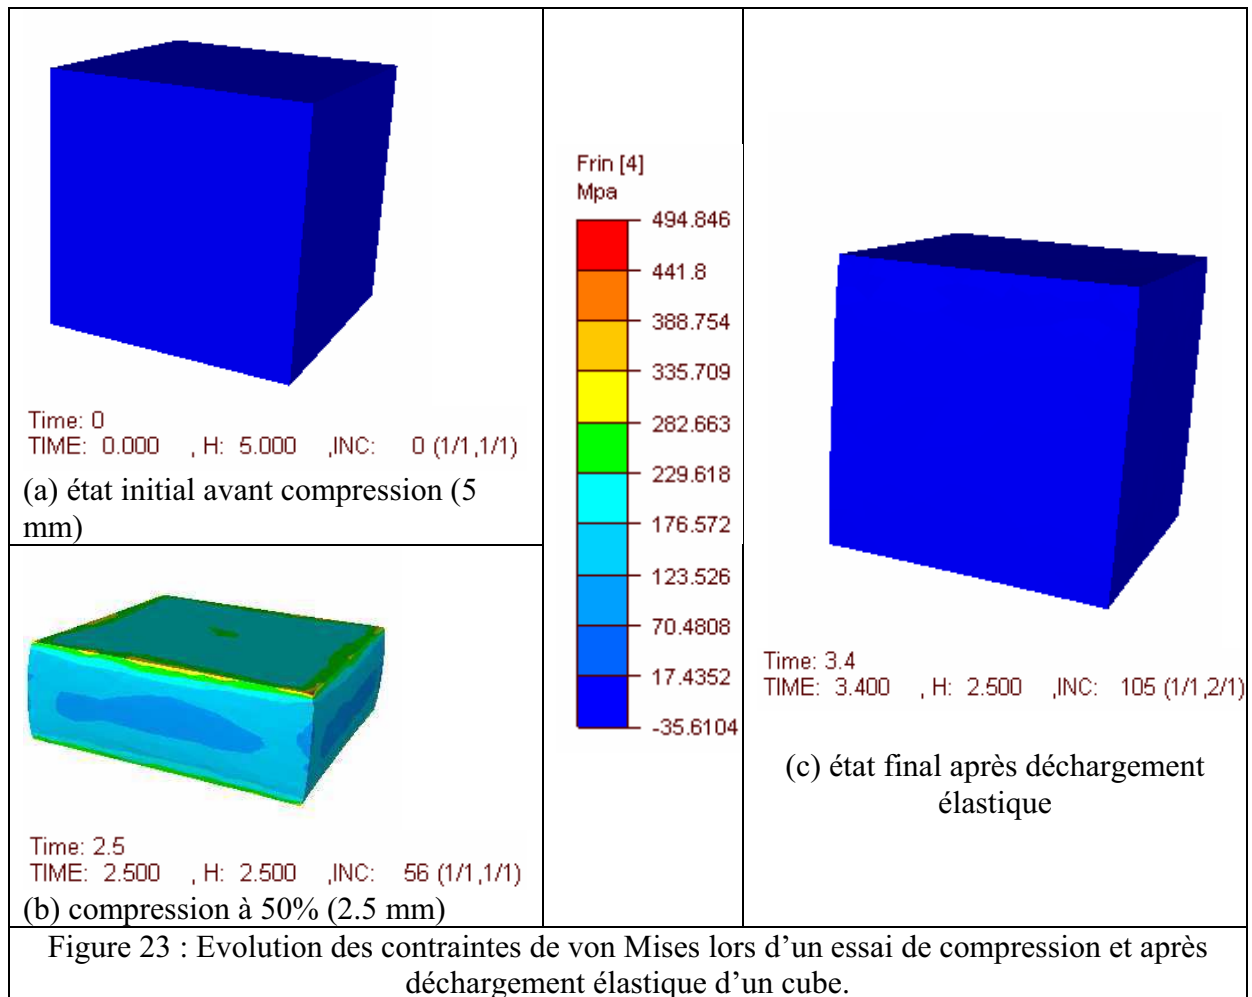 Time: 0
TIME: 0.000 , H: 5.000 ,INC: 0 (1/1,1/1)
(a) état initial avant compression (5
mm)
Time: 2.5
TIME: 2.500 , H: 2.500 ,INC: 56 (1/1,1/1)
(b) compression à 50% (2.5 mm)
Frin [4]
Mpa
494.846
441.8
388.754
335.709
282.663
229.618
176.572
123.526
70.4808
17.4352
-35.6104
Time: 3.4
TIME: 3.400 , H: 2.500 ,INC: 105 (1/1,2/1)
(c) état final après déchargement
élastique
Figure 23 : Evolution des contraintes de von Mises lors d’un essai de compression et après
déchargement élastique d’un cube.